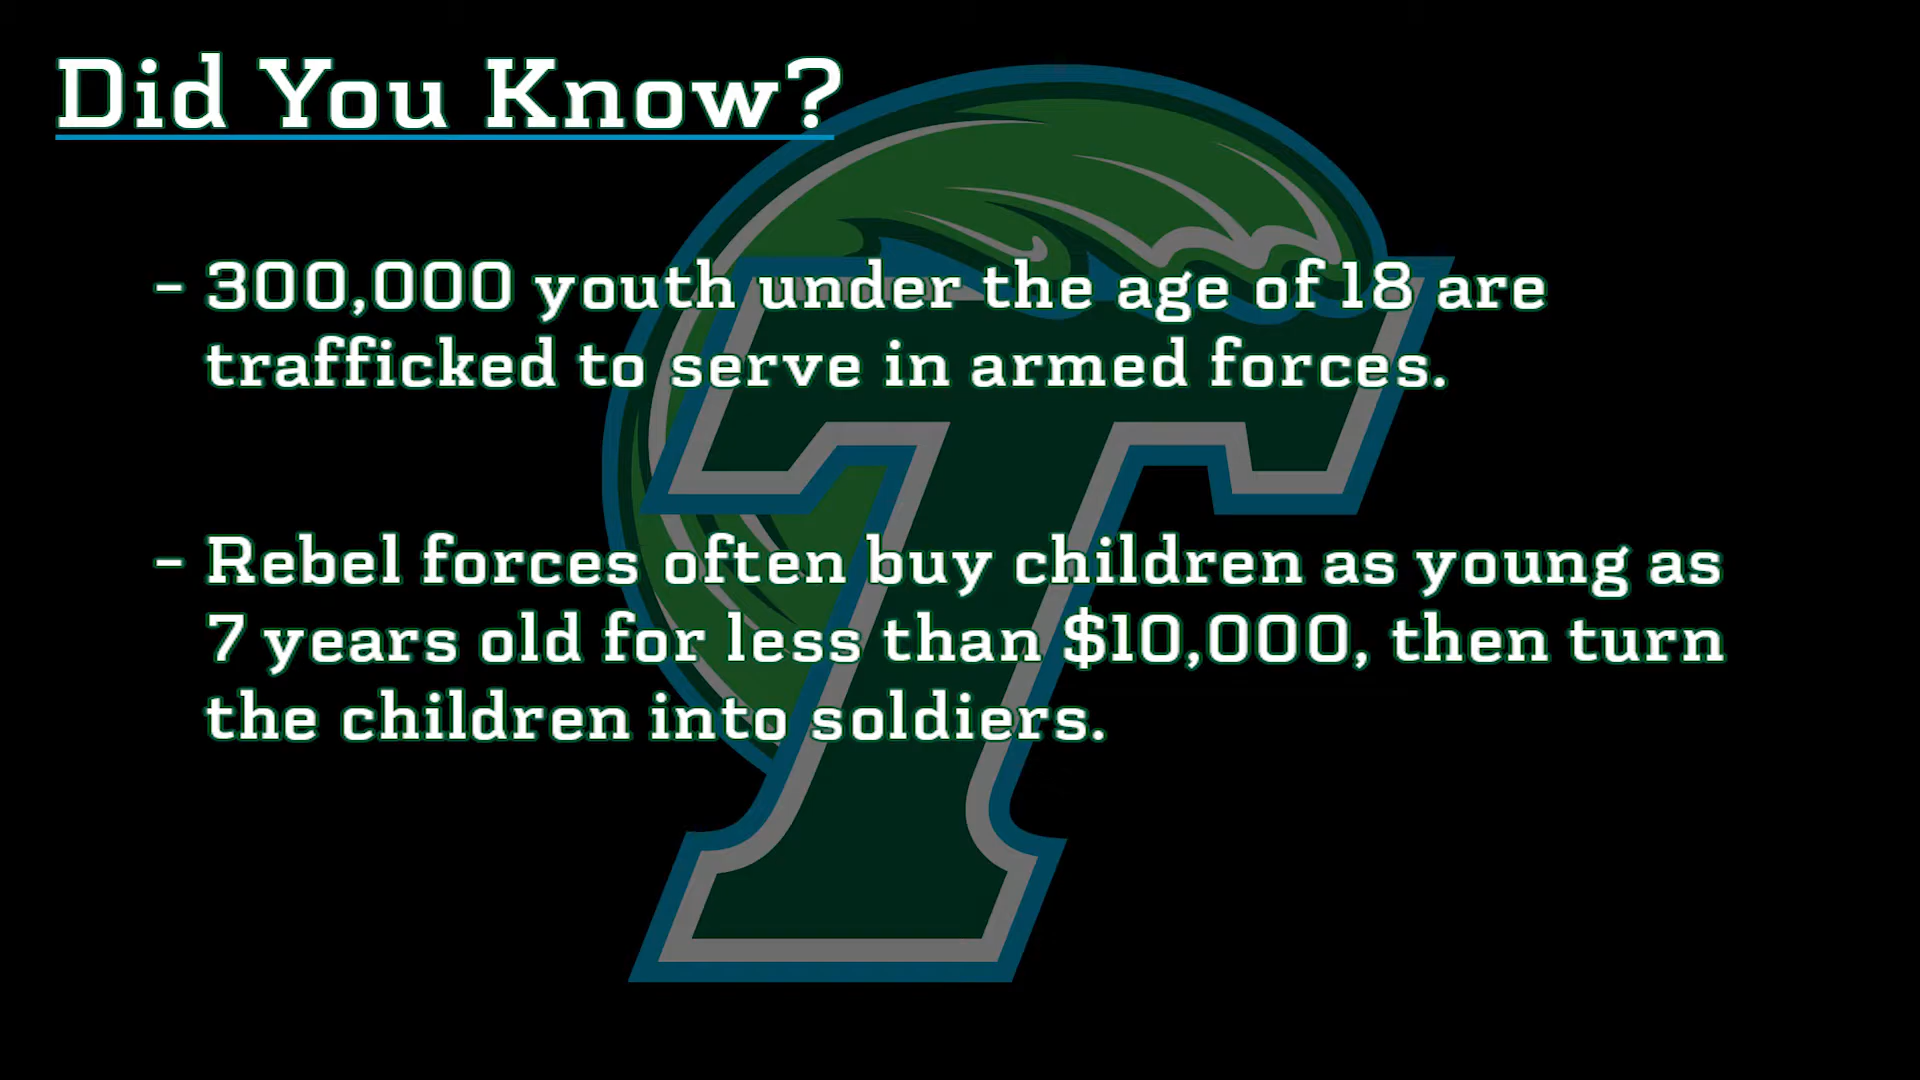 Did You Know?
- 300,000 youth under the age of 18 are
trafficked to serve in armed forces.
- Rebel forces often buy children as young as
7 years old for less than $10,000, then turn
the children into soldiers.
T